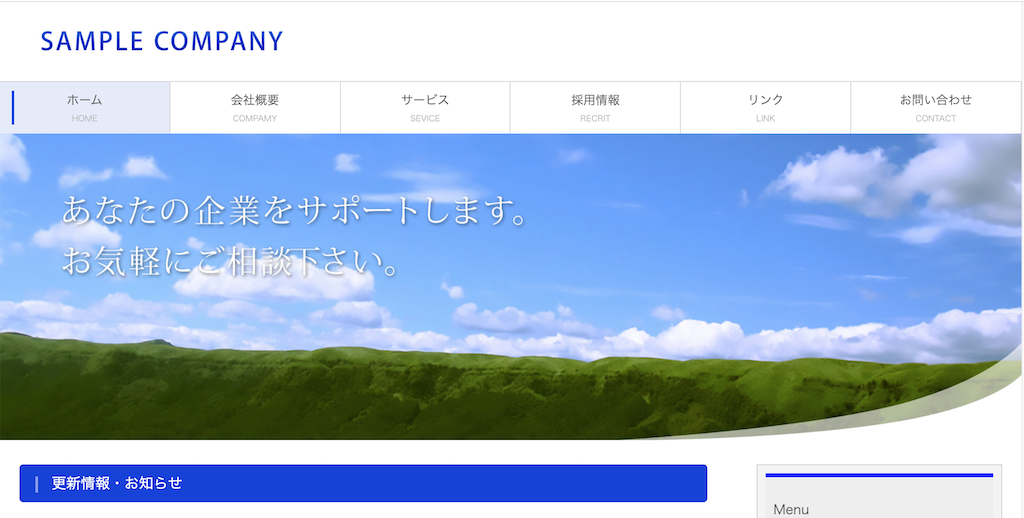 SAMPLE COMPANY
ホーム
HOME
会社概要
COMPAMY
サービス
SEVICE
採用情報
RECRIT
リンク
LINK
お問い合わせ
CONTACT
あなたの企業をサポートします。
お気軽にご相談下さい。
更新情報・お知らせ
Menu